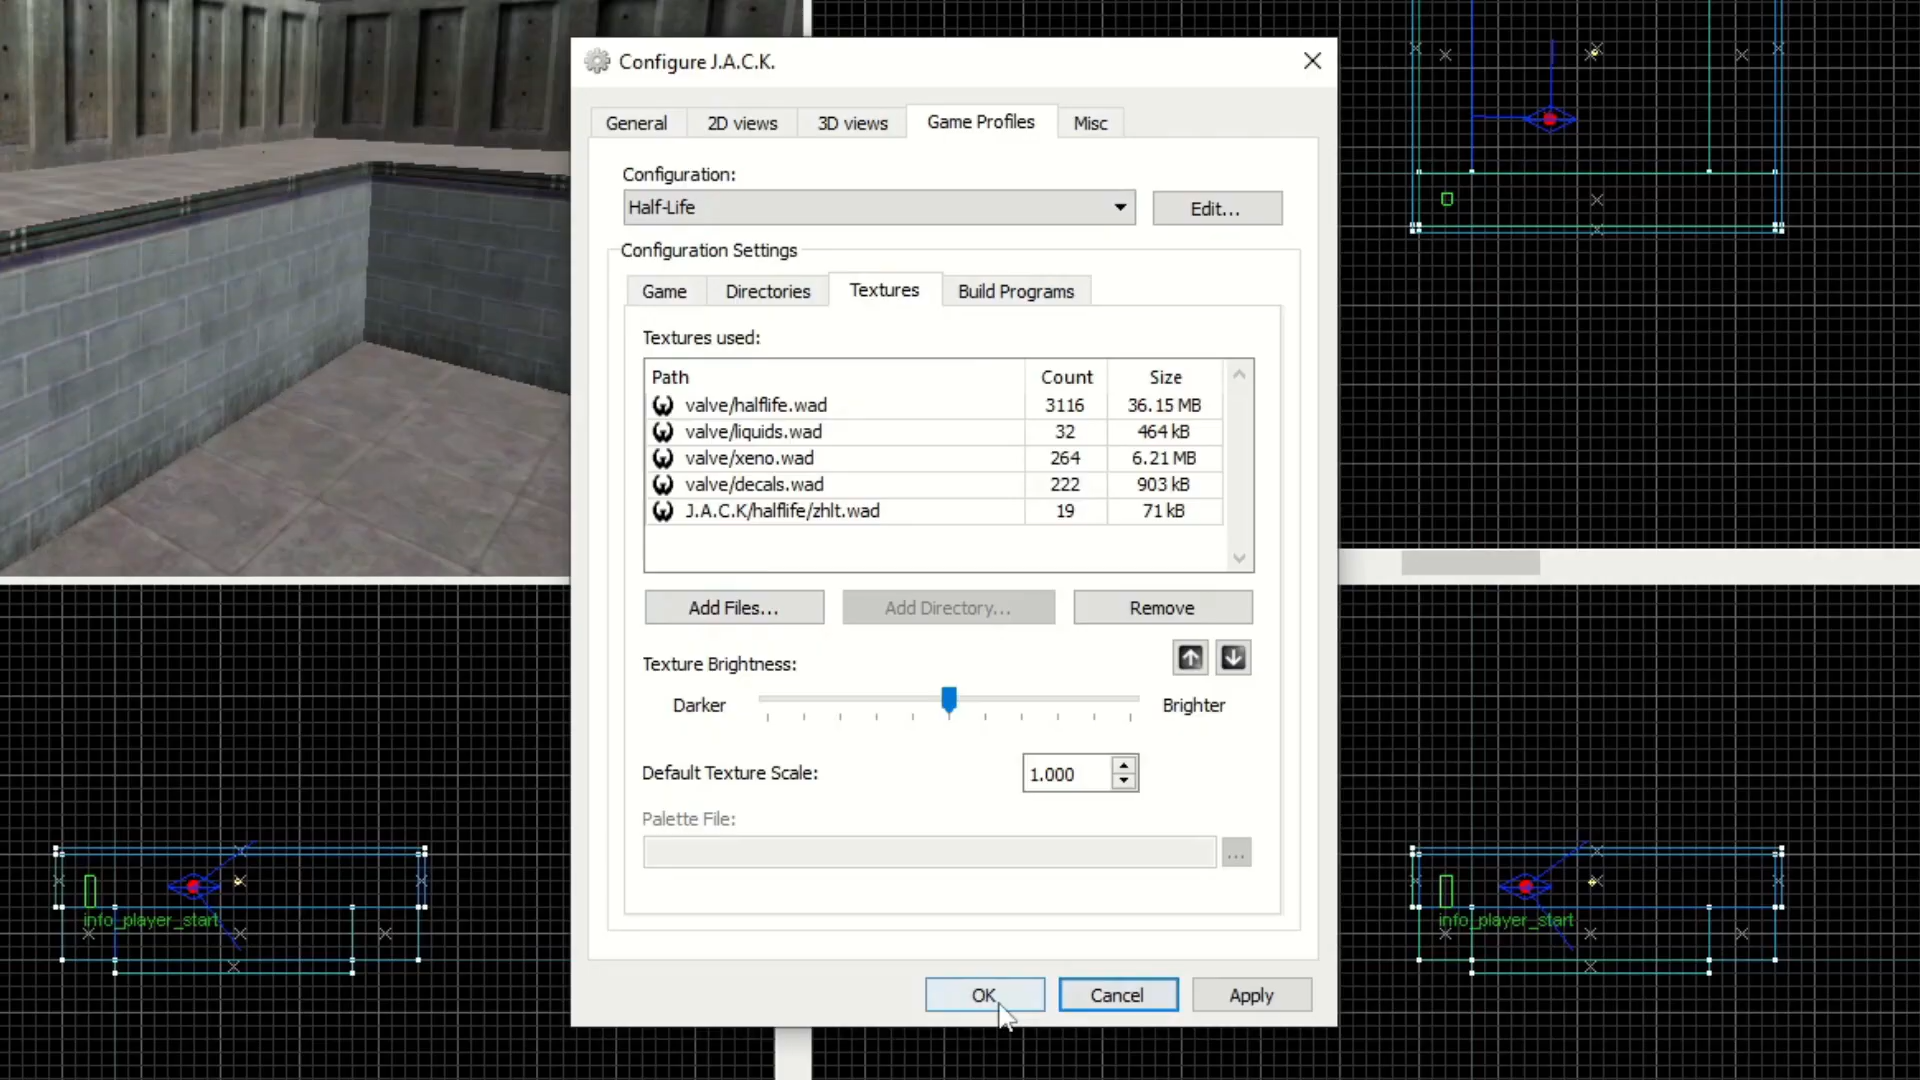 Configure J.A.C.K.
General 2D views 3D views Game Profiles Misc
Configuration:
Half-Life Edit...
Configuration Settings
Game Directories Textures Build Programs
Textures used:
Path Count Size
valve/halflife.wad 3116 36.15 MB
valve/liquids.wad 32 464 kB
valve/xeno.wad 264 6.21 MB
valve/decals.wad 222 903 kB
J.A.C.K/halflife/zhlt.wad 19 71 kB
Add Files... Add Directory... Remove
Texture Brightness:
Darker Brighter
Default Texture Scale: 1.000
Palette File:
...
info_player_start
info_player_start
OK Cancel Apply